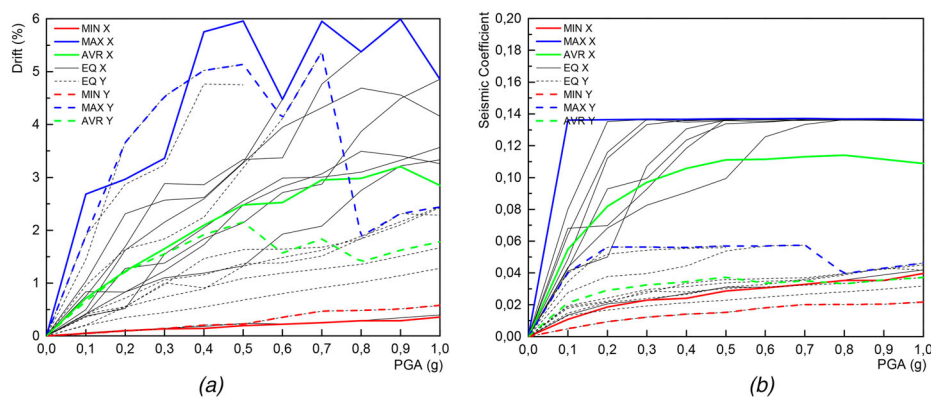 6
5
4
3
2
1
0
Drift (%)
MIN X
MAX X
AVR X
EQ X
EQ Y
MIN Y
MAX Y
AVR Y
0,0 0,1 0,2 0,3 0,4 0,5 0,6 0,7 0,8 0,9 1,0
PGA (g)
(a)
0,20
0,18
0,16
0,14
0,12
0,10
0,08
0,06
0,04
0,02
0,00
Seismic Coefficient
MIN X
MAX X
AVR X
EQ X
EQ Y
MIN Y
MAX Y
AVR Y
0,0 0,1 0,2 0,3 0,4 0,5 0,6 0,7 0,8 0,9 1,0
PGA (g)
(b)